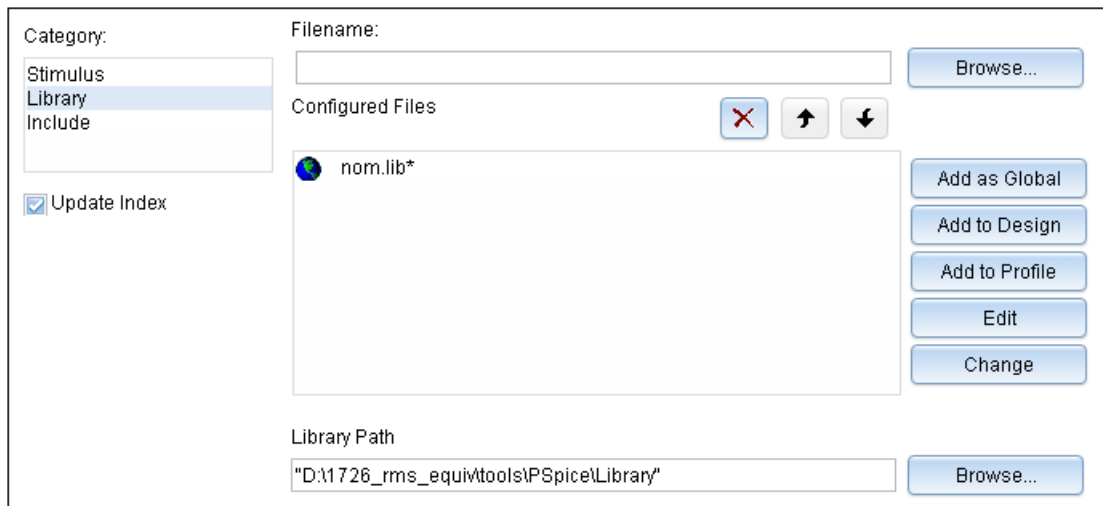 Category:
Stimulus
Library
Include
Update Index
Filename:
Browse...
Configured Files
nom.lib*
Add as Global
Add to Design
Add to Profile
Edit
Change
Library Path
"D:\1726_rms_equiv\tools\PSpice\Library"
Browse...